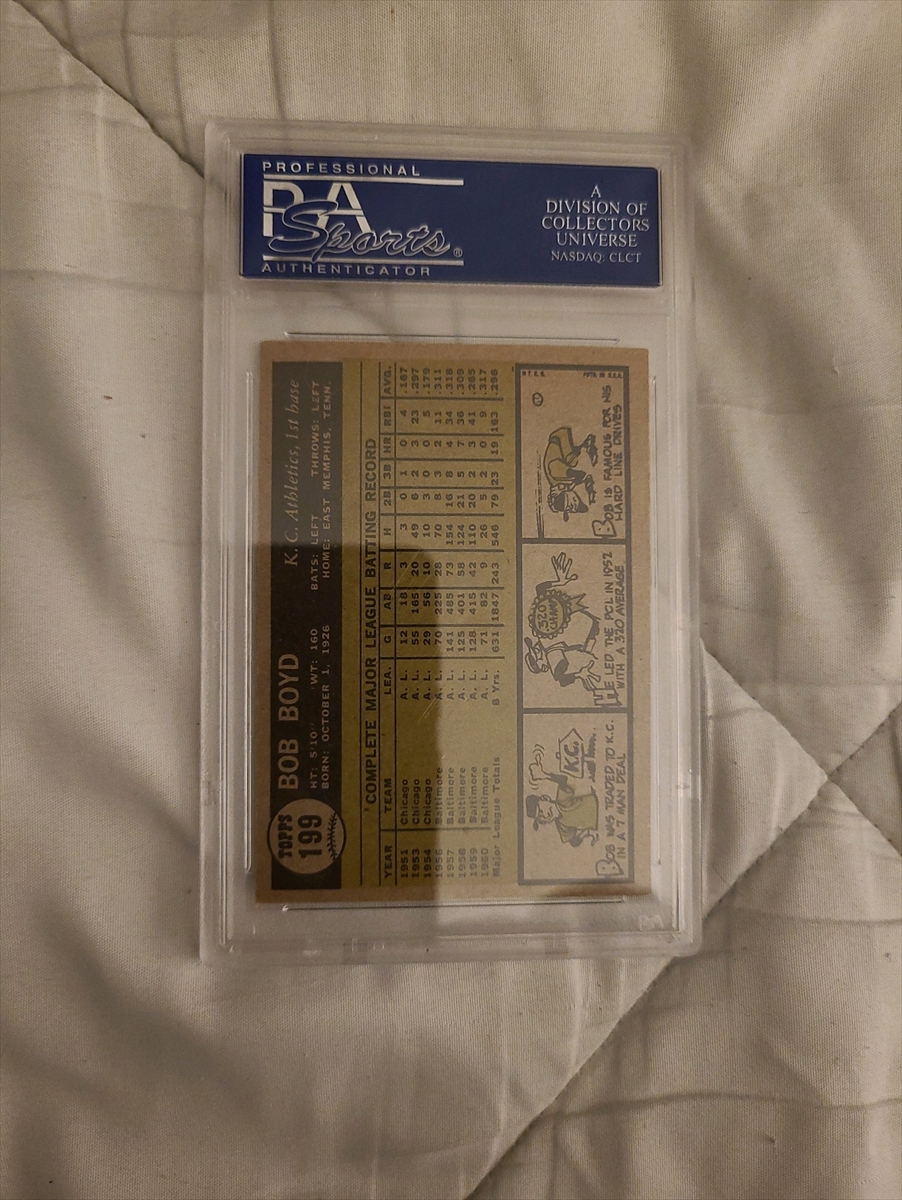 PROFESSIONAL
PSA
Sports®
AUTHENTICATOR
A
DIVISION OF
COLLECTORS
UNIVERSE
NASDAQ: CLCT
TOPPS
199
BOB BOYD
K.C. Athletics, 1st base
HT: 5'10" WT: 160 BATS: LEFT THROWS: LEFT
BORN: OCTOBER 1, 1926 HOME: EAST MEMPHIS, TENN.
COMPLETE MAJOR LEAGUE BATTING RECORD
YEAR TEAM LEA. G AB R H 2B 3B HR RBI AVG.
1951 Chicago A. L. 12 18 3 3 0 1 0 4 .167
1953 Chicago A. L. 55 165 20 49 6 2 3 23 .297
1954 Chicago A. L. 29 56 10 10 3 0 0 5 .179
1956 Baltimore A. L. 70 225 28 70 8 3 2 11 .311
1957 Baltimore A. L. 141 485 73 154 16 8 4 34 .318
1958 Baltimore A. L. 125 401 58 124 21 5 7 36 .309
1959 Baltimore A. L. 128 415 42 110 20 2 3 41 .265
1960 Baltimore A. L. 71 82 9 26 5 2 0 9 .317
Major League Totals 8 Yrs. 631 1847 243 546 79 23 19 163 .296
K.C.
BOB WAS TRADED TO K.C.
IN A 7 MAN DEAL
.320
CHAMP
HE LED THE PCL IN 1952
WITH A 320 AVERAGE
©T.C.G.
PRTD. IN U.S.A.
BOB IS FAMOUS FOR HIS
HARD LINE DRIVES
PSA